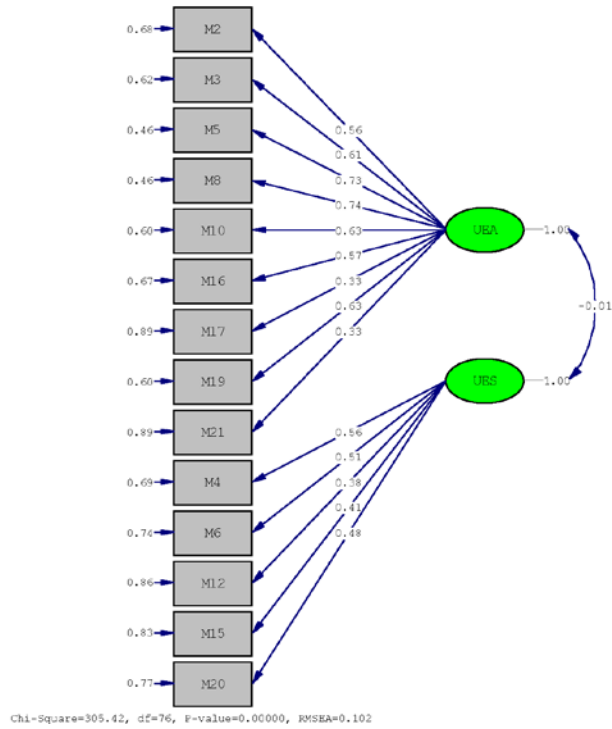 0.68 M2
0.62 M3
0.46 M5
0.46 M8
0.60 M10
0.67 M16
0.89 M17
0.60 M19
0.89 M21
0.69 M4
0.74 M6
0.86 M12
0.83 M15
0.77 M20
0.56
0.61
0.73
0.74
0.63
0.57
0.33
0.63
0.33
0.56
0.51
0.38
0.41
0.48
UEA 1.00
-0.01
UES 1.00
Chi-Square=305.42, df=76, P-value=0.00000, RMSEA=0.102